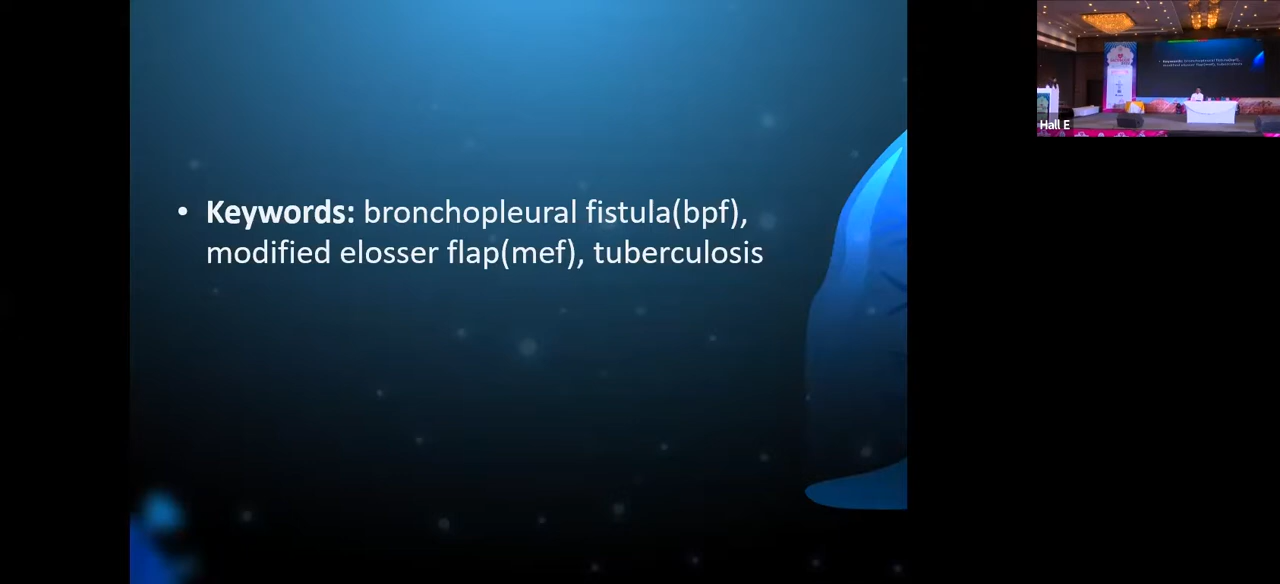 • Keywords: bronchopleural fistula(bpf),
modified elosser flap(mef), tuberculosis
Hall E